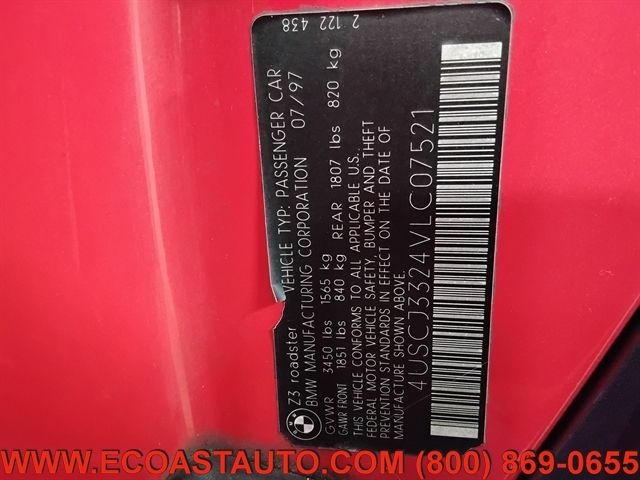 Z3 roadster VEHICLE TYP: PASSENGER CAR
BMW MANUFACTURING CORPORATION 07/97
GVWR 3450 lbs 1565 kg
GAWR FRONT 1851 lbs 840 kg REAR 1807 lbs 820 kg
THIS VEHICLE CONFORMS TO ALL APPLICABLE U.S.
FEDERAL MOTOR VEHICLE SAFETY, BUMPER AND THEFT
PREVENTION STANDARDS IN EFFECT ON THE DATE OF
MANUFACTURE SHOWN ABOVE.
4USCJ3324VLC07521
2 122 438
WWW.ECOASTAUTO.COM (800) 869-0655